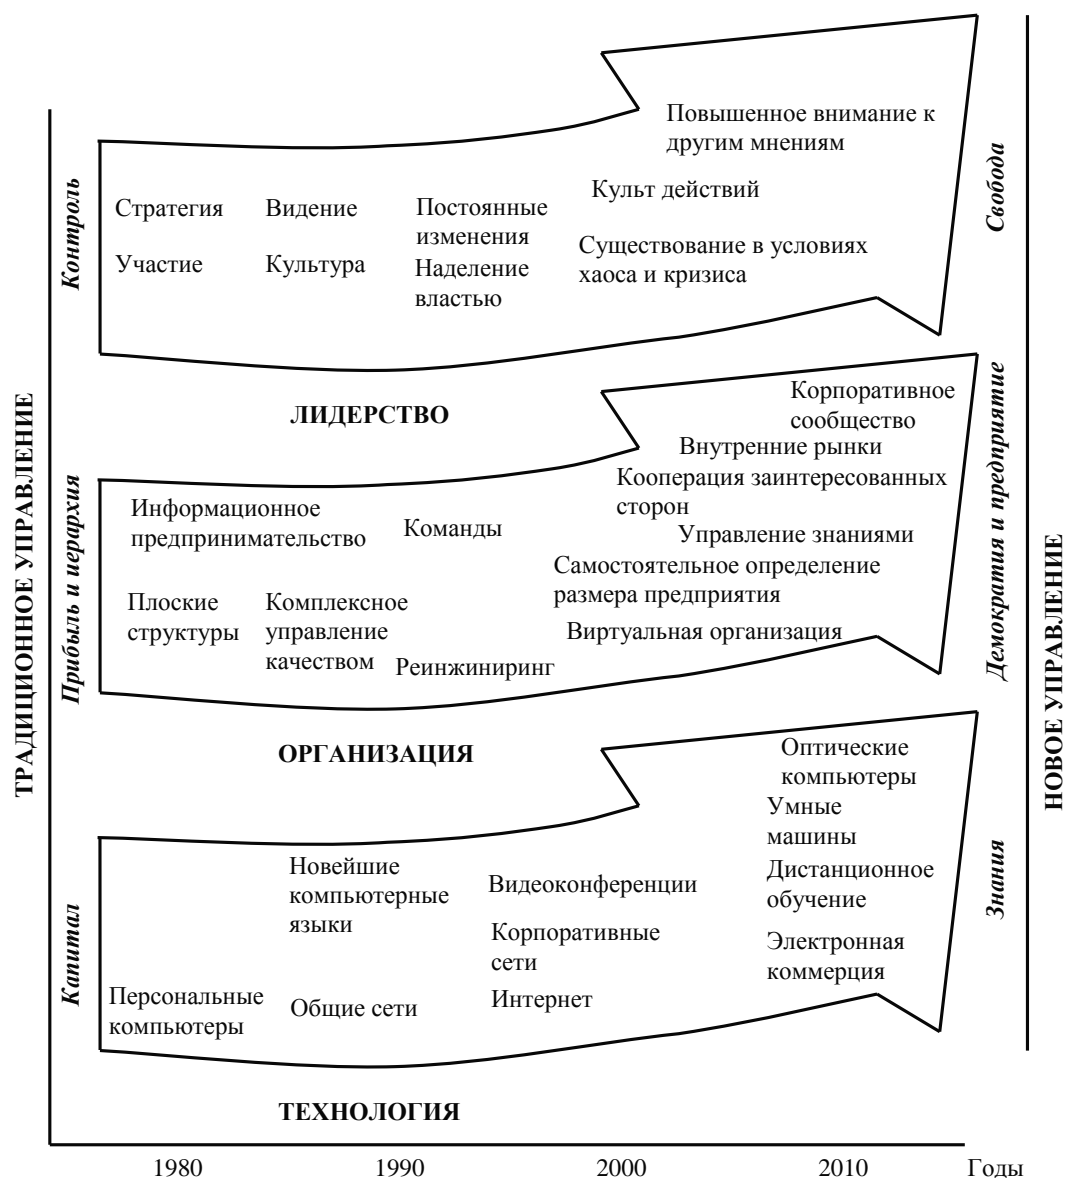 ТРАДИЦИОННОЕ УПРАВЛЕНИЕ
Контроль
Стратегия
Участие
Видение
Культура
Постоянные
изменения
Наделение
властью
Повышенное внимание к
другим мнениям
Культ действий
Существование в условиях
хаоса и кризиса
Свобода
ЛИДЕРСТВО
Прибыль и иерархия
Информационное
предпринимательство
Плоские
структуры
Комплексное
управление
качеством
Команды
Реинжиниринг
Корпоративное
сообщество
Внутренние рынки
Кооперация заинтересованных
сторон
Управление знаниями
Самостоятельное определение
размера предприятия
Виртуальная организация
Демократия и предприятие
ОРГАНИЗАЦИЯ
Капитал
Персональные
компьютеры
Новейшие
компьютерные
языки
Общие сети
Видеоконференции
Корпоративные
сети
Интернет
Оптические
компьютеры
Умные
машины
Дистанционное
обучение
Электронная
коммерция
Знания
ТЕХНОЛОГИЯ
НОВОЕ УПРАВЛЕНИЕ
1980 1990 2000 2010 Годы